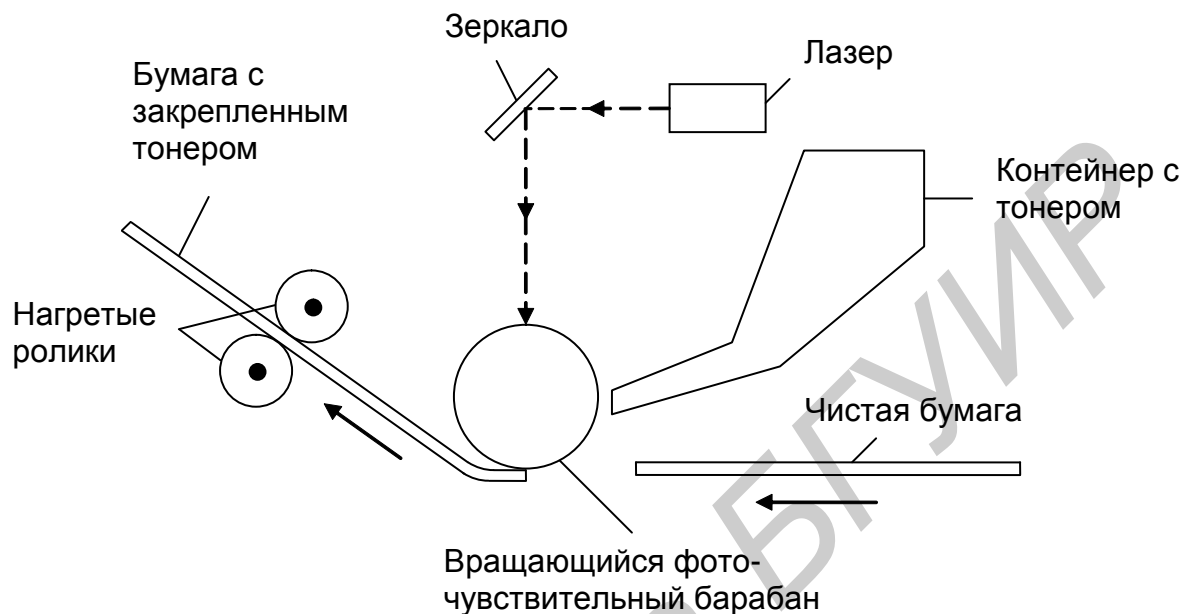 Зеркало
Лазер
Бумага с
закрепленным
тонером
Контейнер с
тонером
Нагретые
ролики
Чистая бумага
Вращающийся фото-
чувствительный барабан
БГУИР